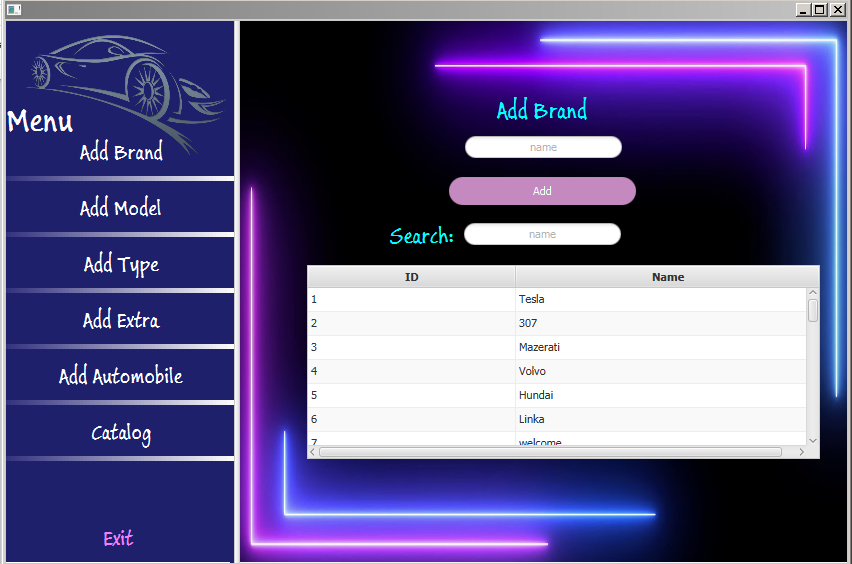 Menu
Add Brand
Add Model
Add Type
Add Extra
Add Automobile
Catalog
Exit
Add Brand
name
Add
Search: name
ID Name
1 Tesla
2 307
3 Mazerati
4 Volvo
5 Hundai
6 Linka
7 welcome